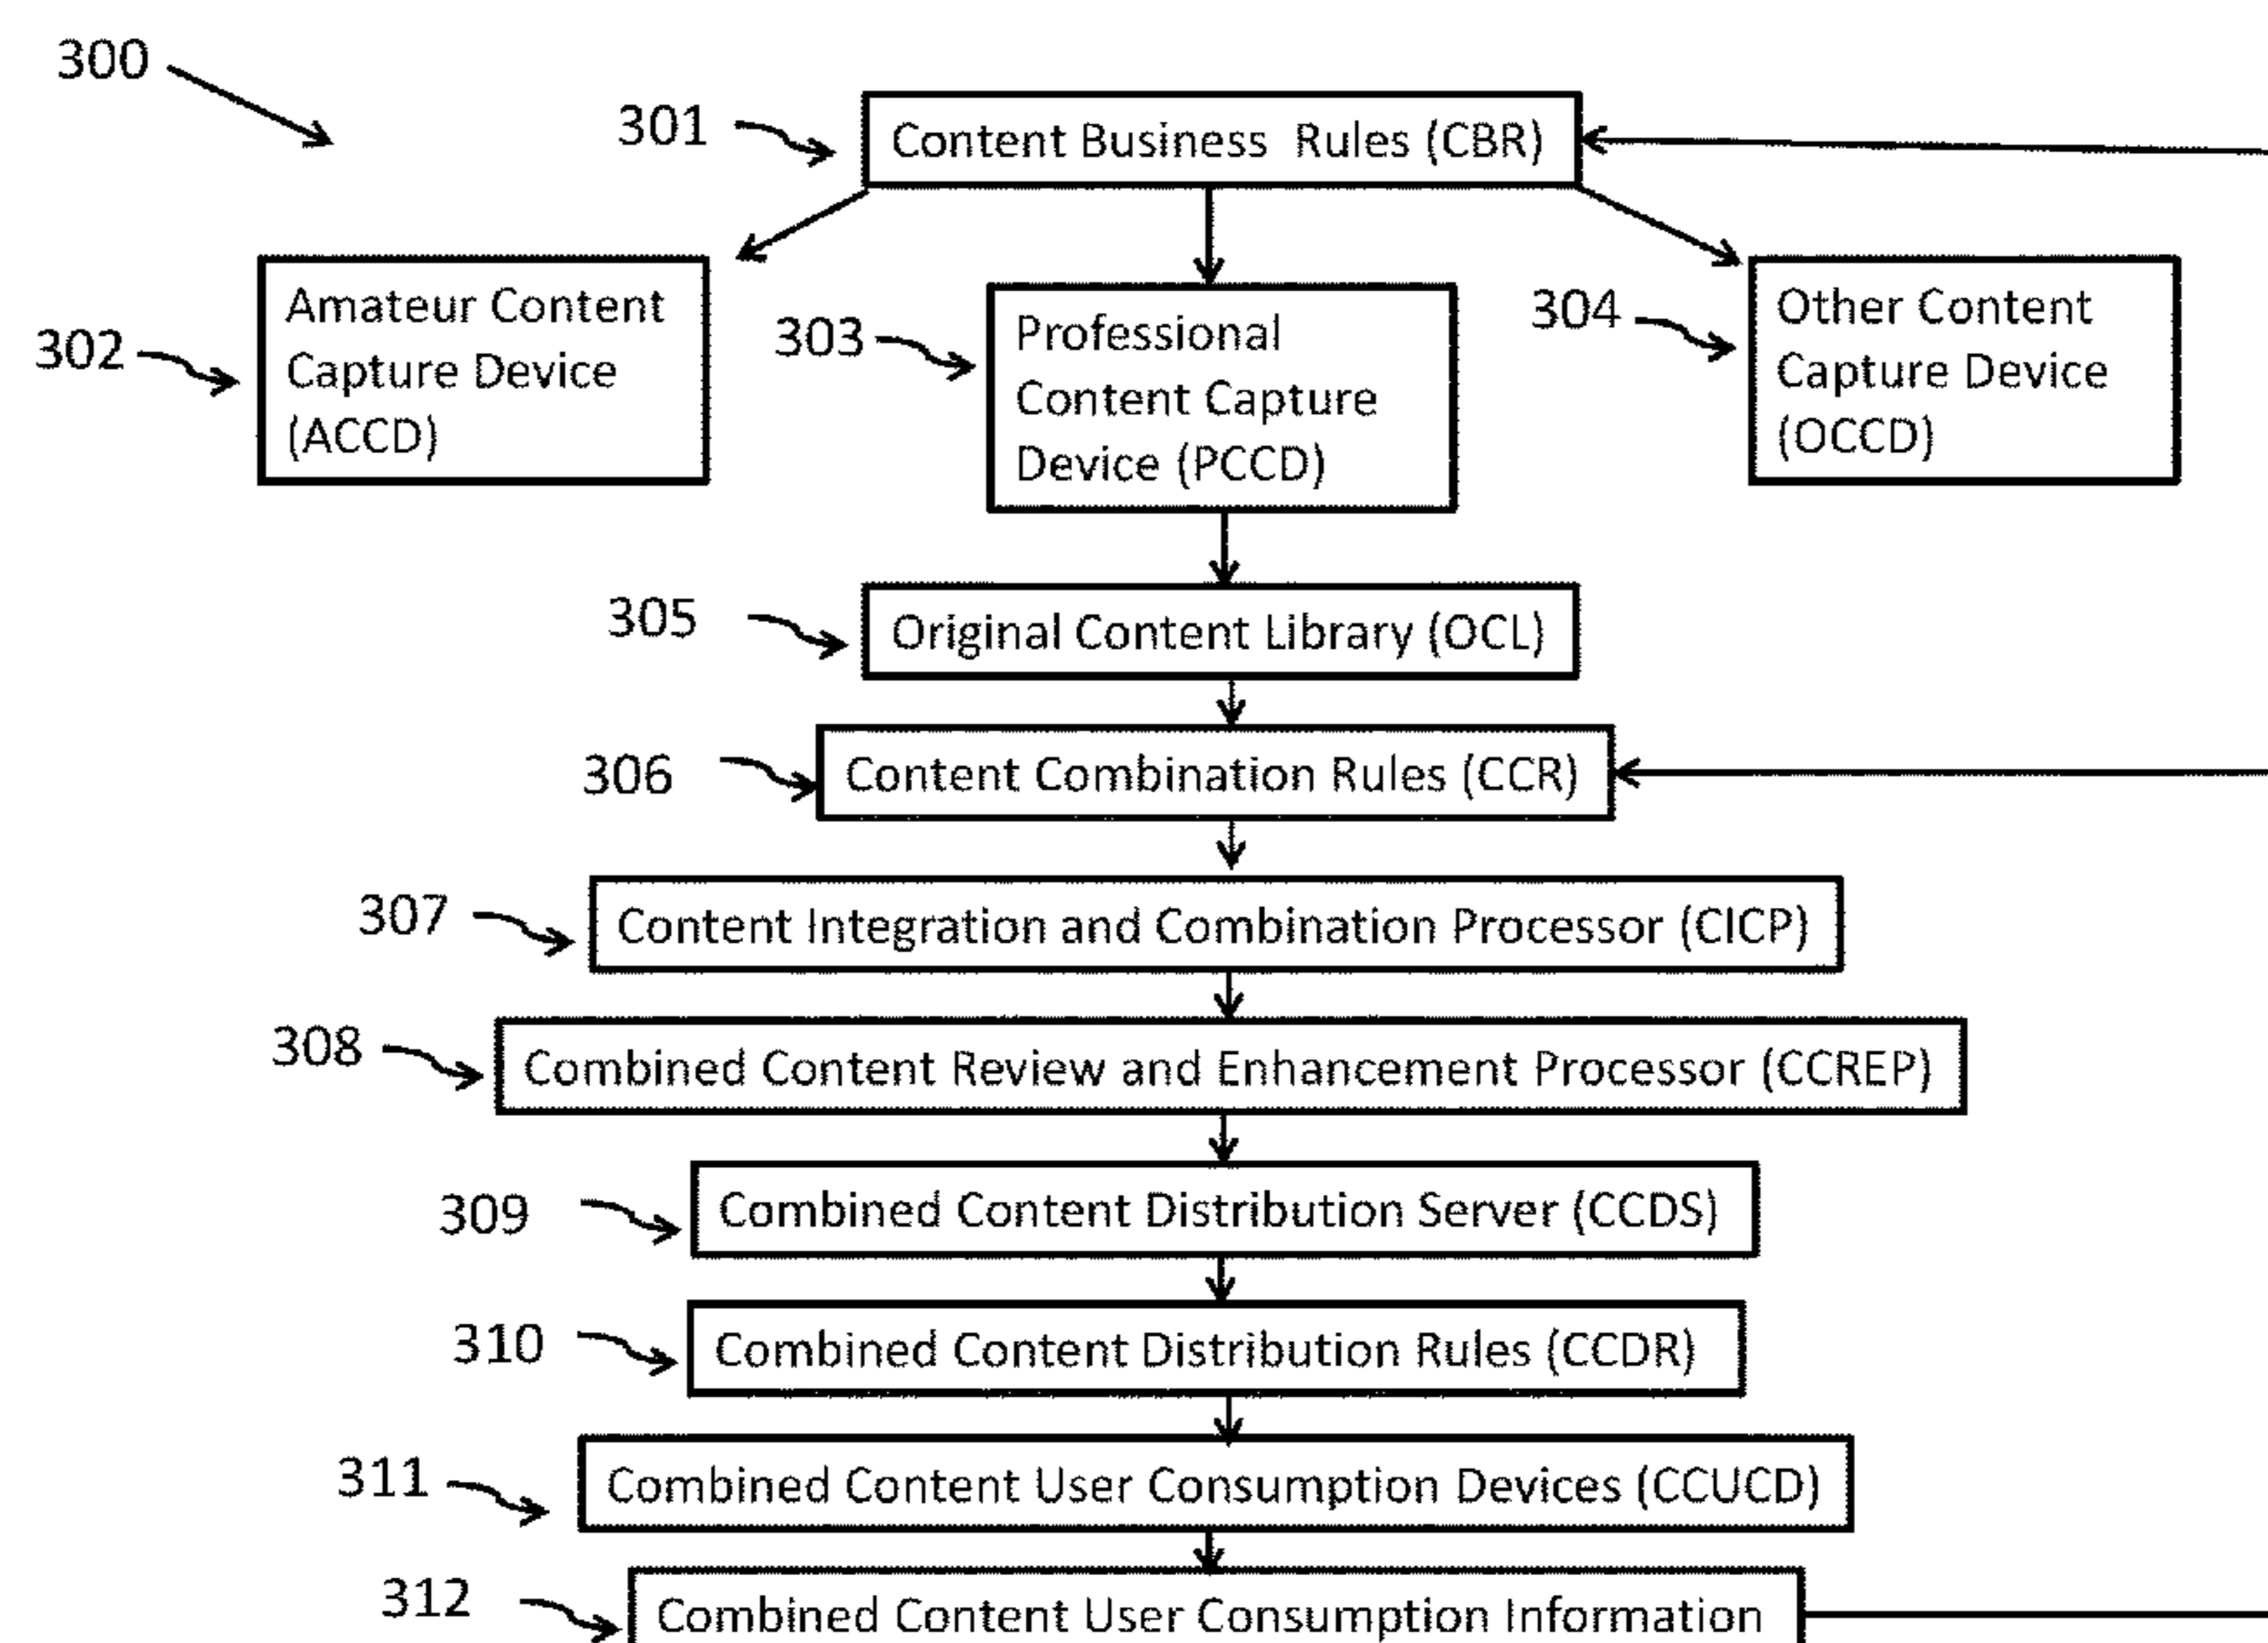 300
301
Content Business Rules (CBR)
302
Amateur Content
Capture Device
(ACCD)
303
Professional
Content Capture
Device (PCCD)
304
Other Content
Capture Device
(OCCD)
305
Original Content Library (OCL)
306
Content Combination Rules (CCR)
307
Content Integration and Combination Processor (CICP)
308
Combined Content Review and Enhancement Processor (CCREP)
309
Combined Content Distribution Server (CCDS)
310
Combined Content Distribution Rules (CCDR)
311
Combined Content User Consumption Devices (CCUCD)
312
Combined Content User Consumption Information